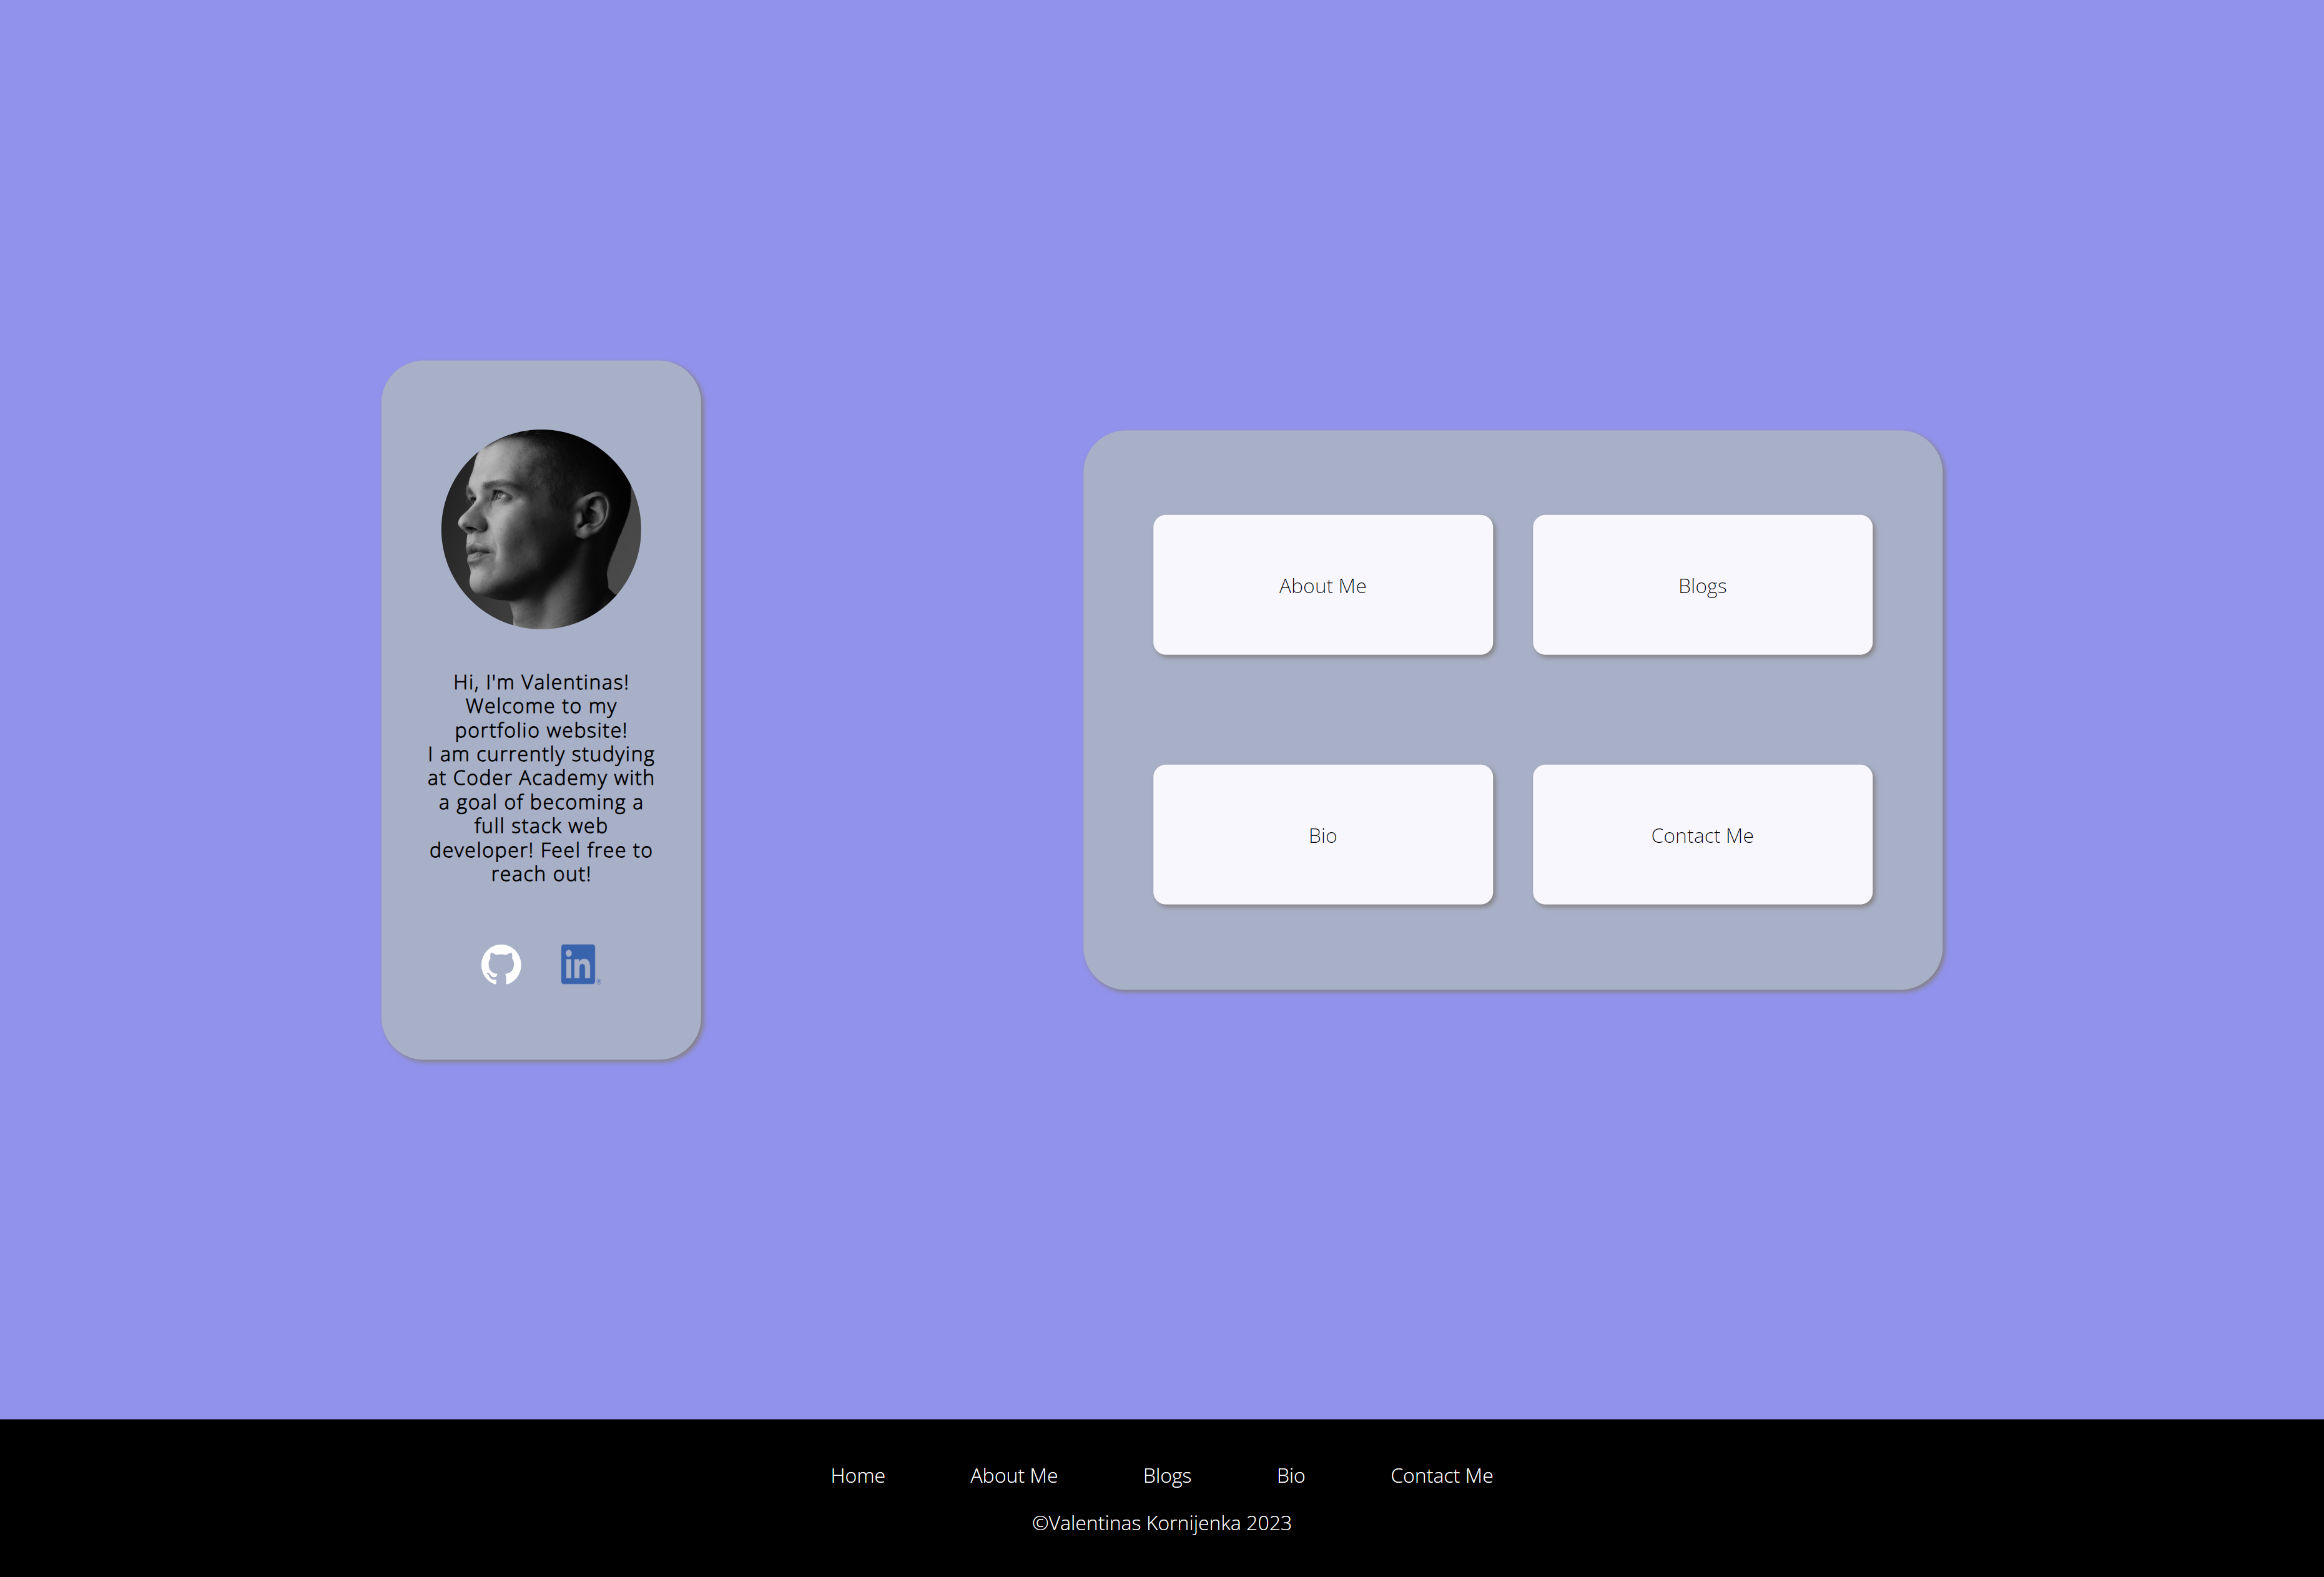 Hi, I'm Valentinas!
Welcome to my
portfolio website!
I am currently studying
at Coder Academy with
a goal of becoming a
full stack web
developer! Feel free to
reach out!
in
About Me
Blogs
Bio
Contact Me
Home
About Me
Blogs
Bio
Contact Me
©Valentinas Kornijenka 2023